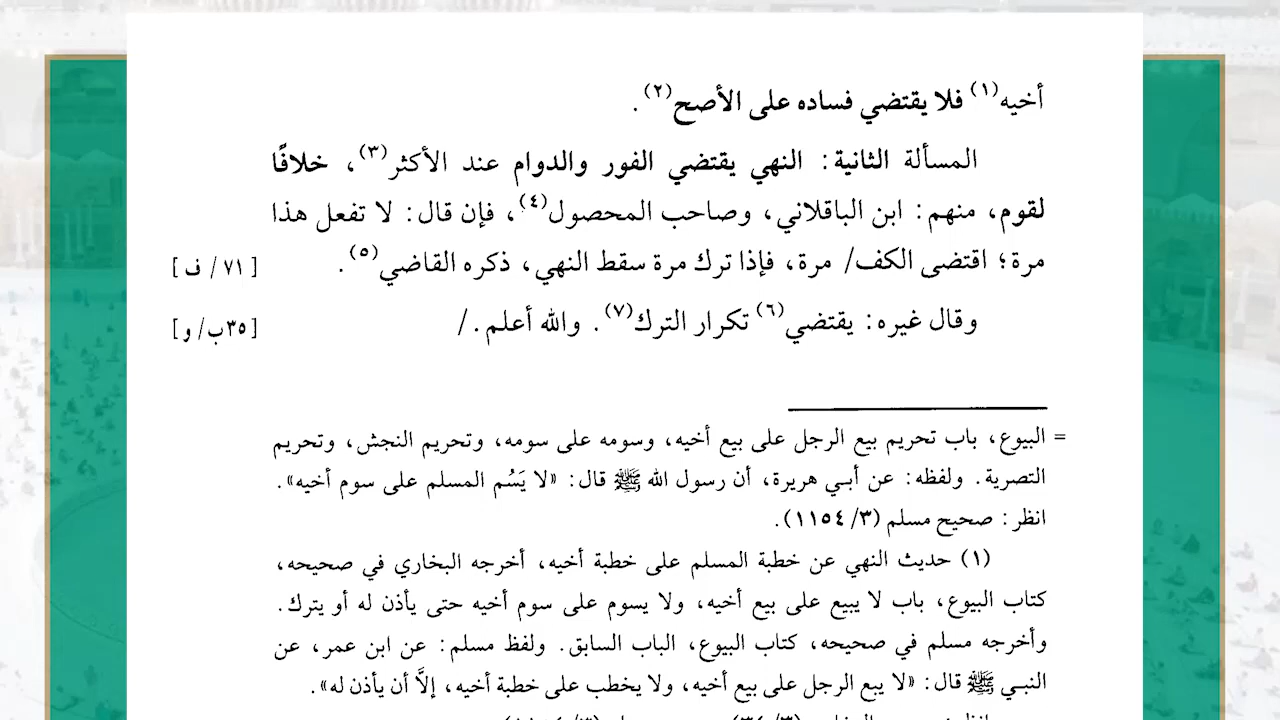 أخيه(١) فلا يقتضي فساده على الأصح(٢).
المسألة الثانية: النهي يقتضي الفور والدوام عند الأكثر(٣)، خلافًا
لقوم، منهم: ابن الباقلاني، وصاحب المحصول(٤)، فإن قال: لا تفعل هذا
مرة؛ اقتضى الكف/ مرة، فإذا ترك مرة سقط النهي، ذكره القاضي(٥).
[٧١/ ف]
وقال غيره: يقتضي(٦) تكرار الترك(٧). والله أعلم./
[٣٥ب/ و]
= البيوع، باب تحريم بيع الرجل على بيع أخيه، وسومه على سومه، وتحريم النجش، وتحريم
التصرية. ولفظه: عن أبي هريرة، أن رسول الله ﷺ قال: «لا يَسُم المسلم على سوم أخيه».
انظر: صحيح مسلم (٣/ ١١٥٤).
(١) حديث النهي عن خطبة المسلم على خطبة أخيه، أخرجه البخاري في صحيحه،
كتاب البيوع، باب لا يبيع على بيع أخيه، ولا يسوم على سوم أخيه حتى يأذن له أو يترك.
وأخرجه مسلم في صحيحه، كتاب البيوع، الباب السابق. ولفظ مسلم: عن ابن عمر، عن
النبي ﷺ قال: «لا يبع الرجل على بيع أخيه، ولا يخطب على خطبة أخيه، إلاَّ أن يأذن له».